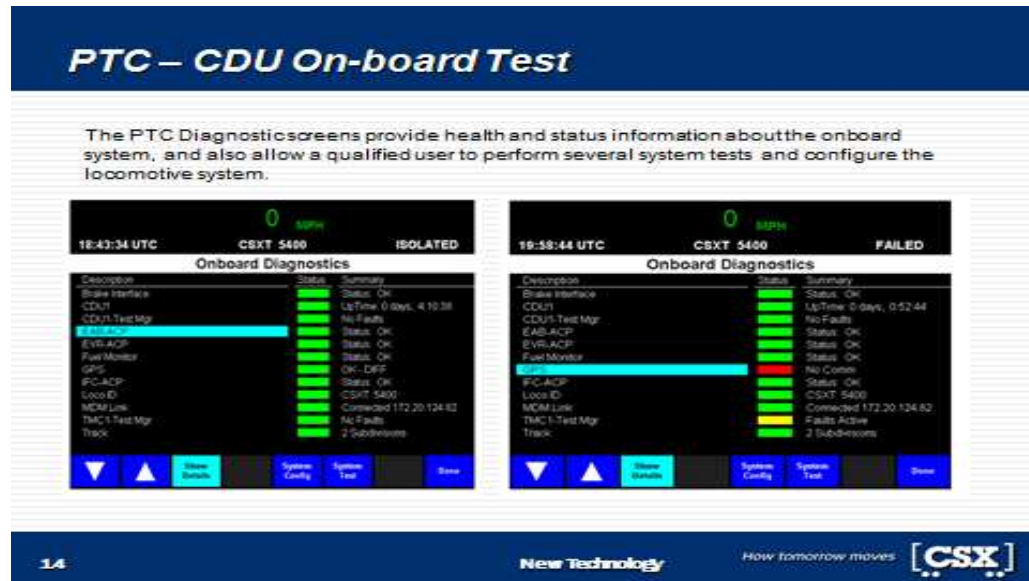 PTC – CDU On-board Test
The PTC Diagnostic screens provide health and status information about the onboard
system, and also allow a qualified user to perform several system tests and configure the
locomotive system.
0 MPH
18:43:34 UTC CSXT 5400 ISOLATED
Onboard Diagnostics
Description Status Summary
Brake Interface Status: OK
CDU1 UpTime: 0 days, 4:10:38
CDU1-Test Mgr No Faults
EAB-ACP Status: OK
EVR-ACP Status: OK
Fuel Monitor Status: OK
GPS OK - DIFF
IFC-ACP Status: OK
Loco ID CSXT 5400
MDM Link Connected 172.20.124.82
TMC1-Test Mgr No Faults
Track 2 Subdivisions
Show Details System Config System Test Done
0 MPH
19:58:44 UTC CSXT 5400 FAILED
Onboard Diagnostics
Description Status Summary
Brake Interface Status: OK
CDU1 UpTime: 0 days, 0:52:44
CDU1-Test Mgr No Faults
EAB-ACP Status: OK
EVR-ACP Status: OK
Fuel Monitor Status: OK
GPS No Comm
IFC-ACP Status: OK
Loco ID CSXT 5400
MDM Link Connected 172.20.124.82
TMC1-Test Mgr Faults Active
Track 2 Subdivisions
Show Details System Config System Test Done
14 New Technology How tomorrow moves [CSX]